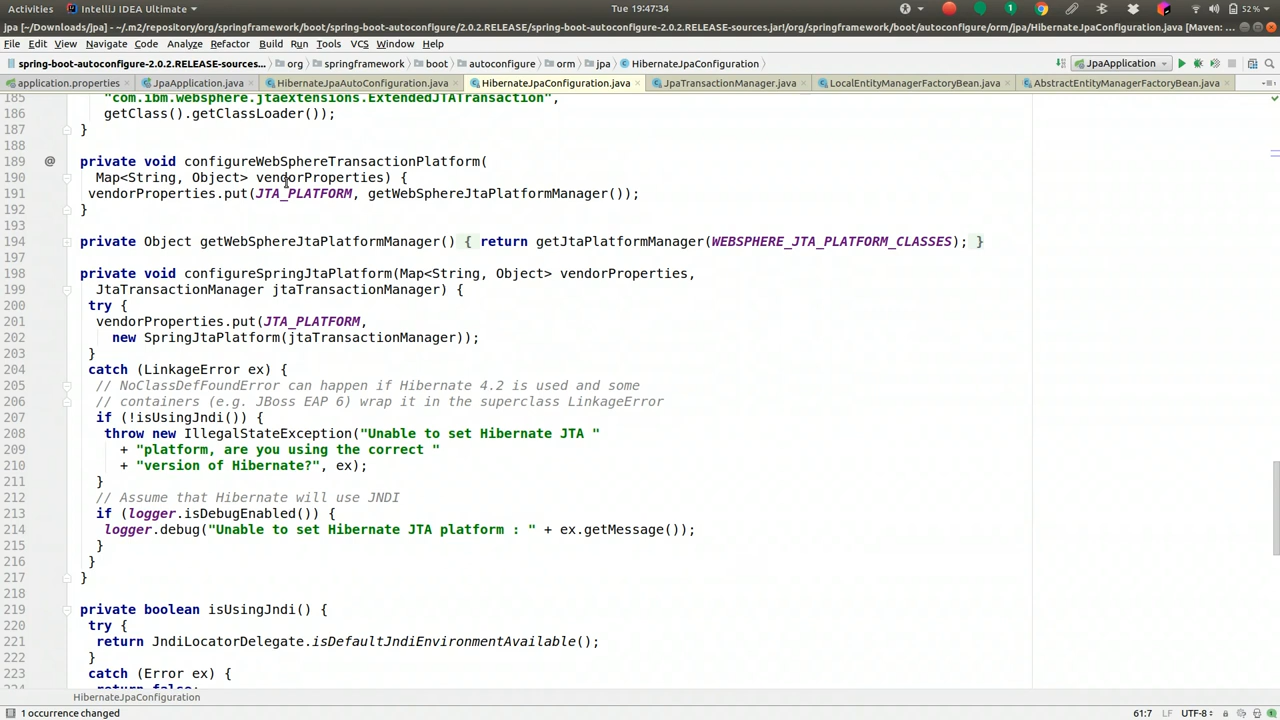 Activities IntelliJ IDEA Ultimate Tue 19:47:34 1 52 %
Jpa [~/Downloads/jpa] - ~/.m2/repository/org/springframework/boot/spring-boot-autoconfigure/2.0.2.RELEASE/spring-boot-autoconfigure-2.0.2.RELEASE-sources.jar!/org/springframework/boot/autoconfigure/orm/jpa/HibernateJpaConfiguration.java [Maven: ...
File Edit View Navigate Code Analyze Refactor Build Run Tools VCS Window Help
spring-boot-autoconfigure-2.0.2.RELEASE-sources... org springframework boot autoconfigure orm jpa HibernateJpaConfiguration JpaApplication
application.properties JpaApplication.java HibernateJpaAutoConfiguration.java HibernateJpaConfiguration.java JpaTransactionManager.java LocalEntityManagerFactoryBean.java AbstractEntityManagerFactoryBean.java
185 "com.ibm.websphere.jtaextensions.ExtendedJTATransaction",
186 getClass().getClassLoader());
187 }
188
189 @ private void configureWebSphereTransactionPlatform(
190 Map<String, Object> vendorProperties) {
191 vendorProperties.put(JTA_PLATFORM, getWebSphereJtaPlatformManager());
192 }
193
194 private Object getWebSphereJtaPlatformManager() { return getJtaPlatformManager(WEBSPHERE_JTA_PLATFORM_CLASSES); }
197
198 private void configureSpringJtaPlatform(Map<String, Object> vendorProperties,
199 JtaTransactionManager jtaTransactionManager) {
200 try {
201 vendorProperties.put(JTA_PLATFORM,
202 new SpringJtaPlatform(jtaTransactionManager));
203 }
204 catch (LinkageError ex) {
205 // NoClassDefFoundError can happen if Hibernate 4.2 is used and some
206 // containers (e.g. JBoss EAP 6) wrap it in the superclass LinkageError
207 if (!isUsingJndi()) {
208 throw new IllegalStateException("Unable to set Hibernate JTA "
209 + "platform, are you using the correct "
210 + "version of Hibernate?", ex);
211 }
212 // Assume that Hibernate will use JNDI
213 if (logger.isDebugEnabled()) {
214 logger.debug("Unable to set Hibernate JTA platform : " + ex.getMessage());
215 }
216 }
217 }
218
219 private boolean isUsingJndi() {
220 try {
221 return JndiLocatorDelegate.isDefaultJndiEnvironmentAvailable();
222 }
223 catch (Error ex) {
224 return false;
HibernateJpaConfiguration
1 occurrence changed 61:7 LF UTF-8